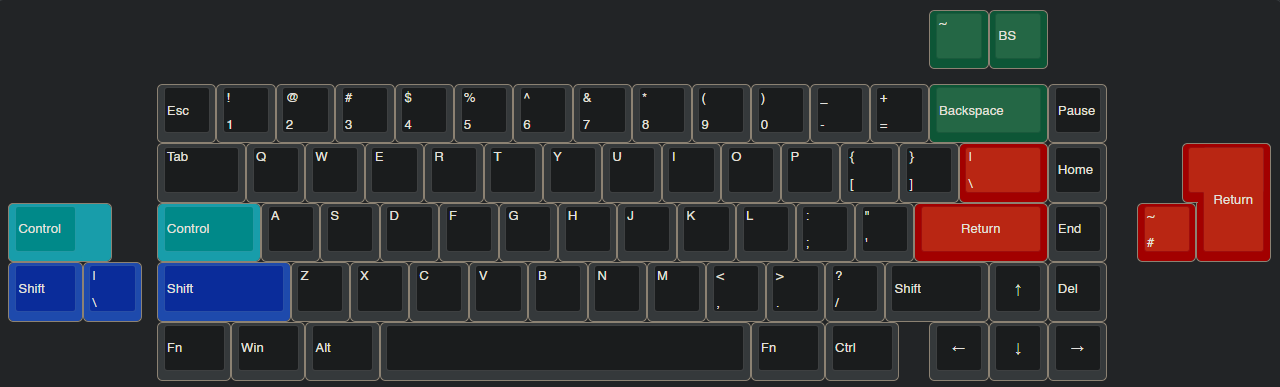 ~ BS
! @ # $ % ^ & * ( ) _ +
Esc 1 2 3 4 5 6 7 8 9 0 - = Backspace Pause
Tab Q W E R T Y U I O P { } |
[ ] \ Home
Return
Control Control A S D F G H J K L : " Return End ~
; ' #
Shift | Shift Z X C V B N M < > ? Shift ↑ Del
\ , . /
Fn Win Alt Fn Ctrl ← ↓ →